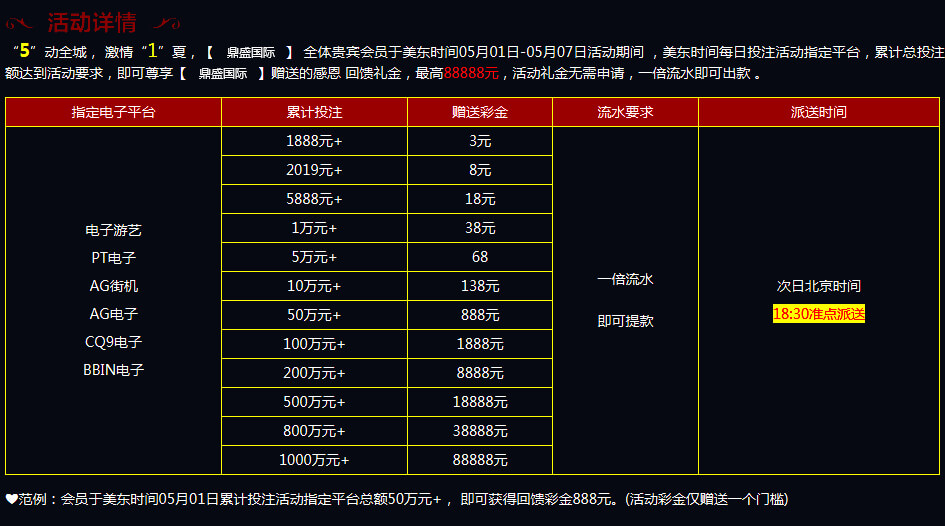 活动详情
“5”动全城，激情“1”夏，【 鼎盛国际 】 全体贵宾会员于美东时间05月01日-05月07日活动期间 ，美东时间每日投注活动指定平台，累计总投注
额达到活动要求，即可尊享【 鼎盛国际 】赠送的感恩 回馈礼金，最高88888元，活动礼金无需申请，一倍流水即可出款 。
指定电子平台 累计投注 赠送彩金 流水要求 派送时间
1888元+ 3元
2019元+ 8元
5888元+ 18元
电子游艺 1万元+ 38元
PT电子 5万元+ 68
AG街机 10万元+ 138元 一倍流水 次日北京时间
AG电子 50万元+ 888元 即可提款 18:30准点派送
CQ9电子 100万元+ 1888元
BBIN电子 200万元+ 8888元
500万元+ 18888元
800万元+ 38888元
1000万元+ 88888元
♥范例：会员于美东时间05月01日累计投注活动指定平台总额50万元+ ， 即可获得回馈彩金888元。(活动彩金仅赠送一个门槛)